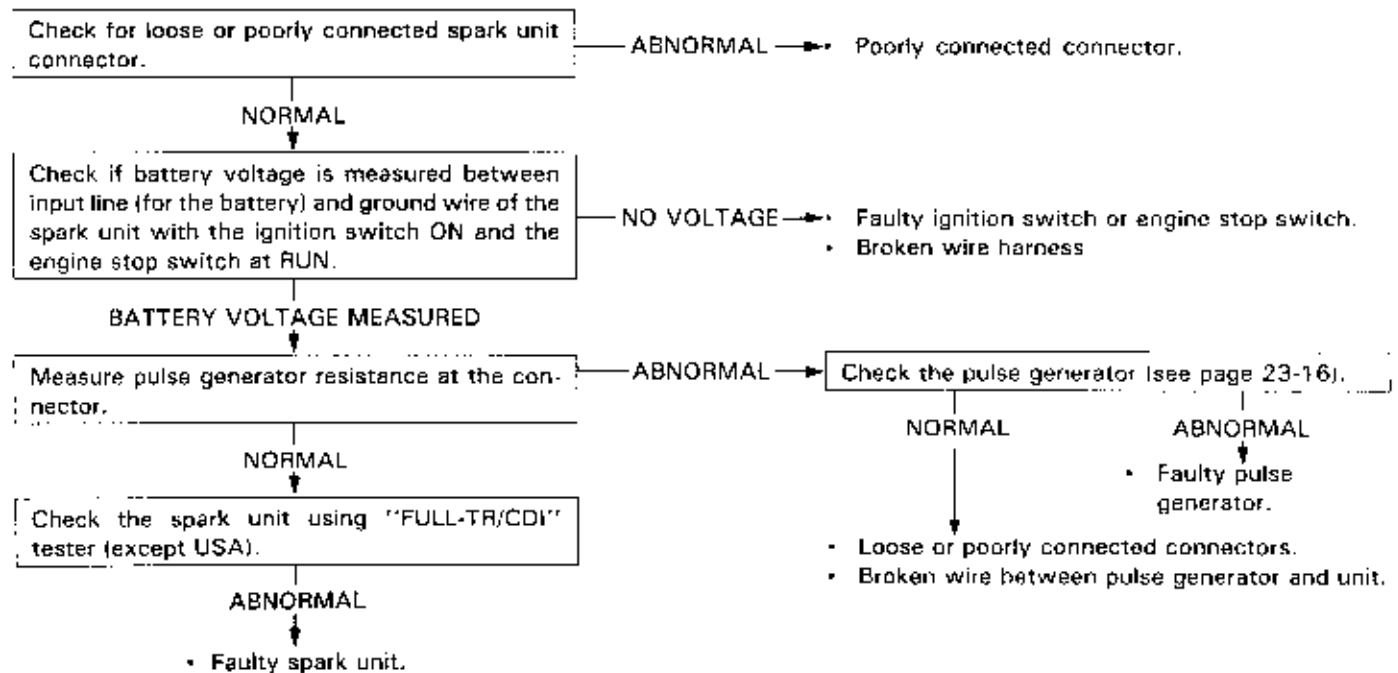 Check for loose or poorly connected spark unit
connector.
ABNORMAL
• Poorly connected connector.
NORMAL
Check if battery voltage is measured between
input line (for the battery) and ground wire of the
spark unit with the ignition switch ON and the
engine stop switch at RUN.
NO VOLTAGE
• Faulty ignition switch or engine stop switch.
• Broken wire harness
BATTERY VOLTAGE MEASURED
Measure pulse generator resistance at the con-
nector.
ABNORMAL
Check the pulse generator (see page 23-16).
NORMAL
ABNORMAL
• Faulty pulse
generator.
• Loose or poorly connected connectors.
• Broken wire between pulse generator and unit.
NORMAL
Check the spark unit using "FULL-TR/CDI"
tester (except USA).
ABNORMAL
• Faulty spark unit.